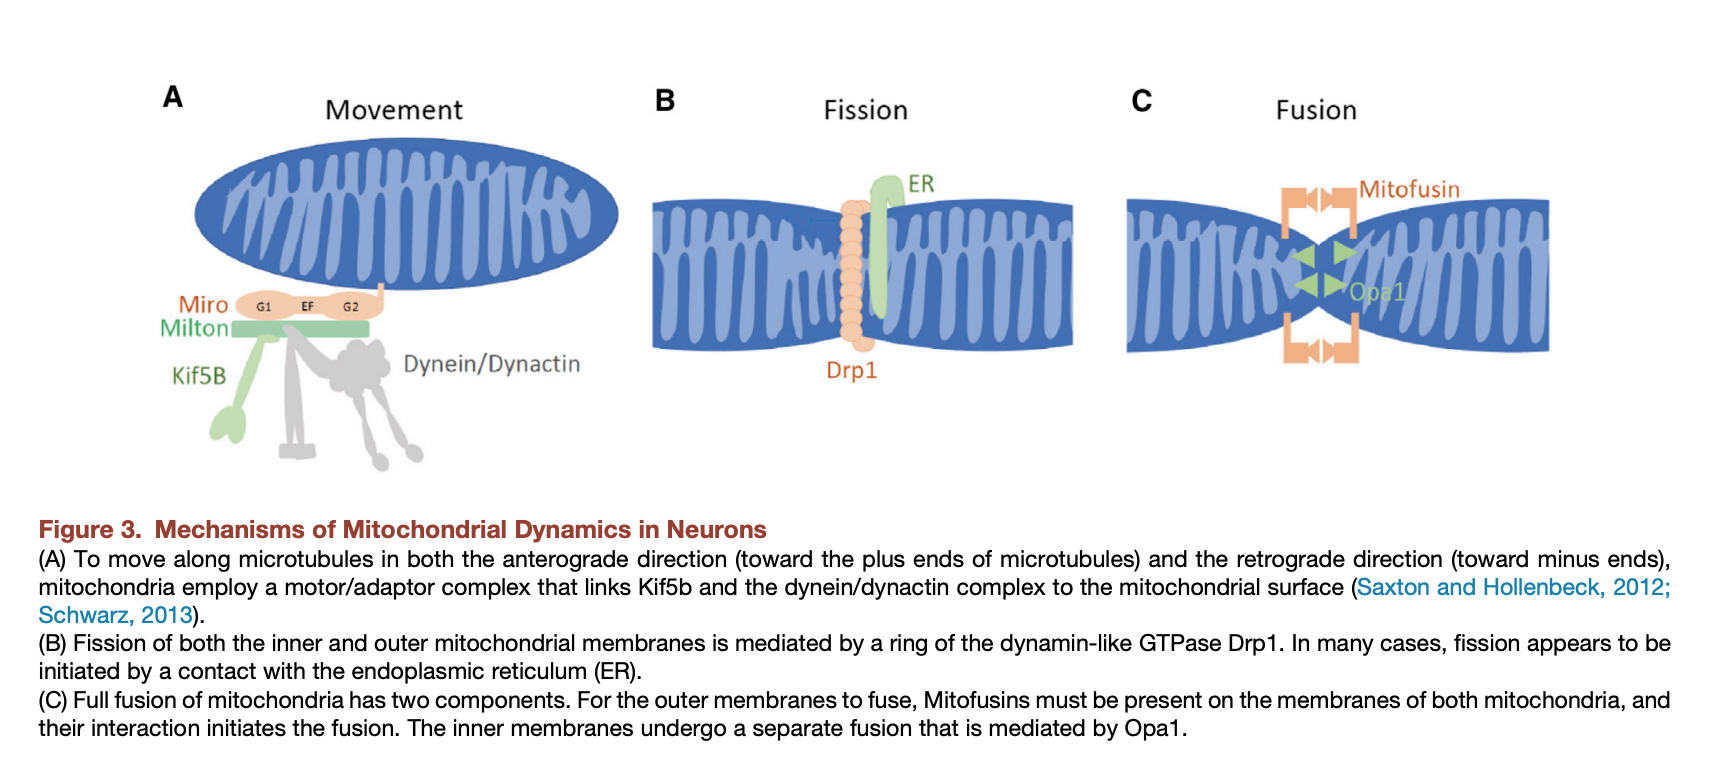 A
Movement
Miro
G1
EF
G2
Milton
Kif5B
Dynein/Dynactin
B
Fission
ER
Drp1
C
Fusion
Mitofusin
Opa1
Figure 3. Mechanisms of Mitochondrial Dynamics in Neurons
(A) To move along microtubules in both the anterograde direction (toward the plus ends of microtubules) and the retrograde direction (toward minus ends),
mitochondria employ a motor/adaptor complex that links Kif5b and the dynein/dynactin complex to the mitochondrial surface (Saxton and Hollenbeck, 2012;
Schwarz, 2013).
(B) Fission of both the inner and outer mitochondrial membranes is mediated by a ring of the dynamin-like GTPase Drp1. In many cases, fission appears to be
initiated by a contact with the endoplasmic reticulum (ER).
(C) Full fusion of mitochondria has two components. For the outer membranes to fuse, Mitofusins must be present on the membranes of both mitochondria, and
their interaction initiates the fusion. The inner membranes undergo a separate fusion that is mediated by Opa1.